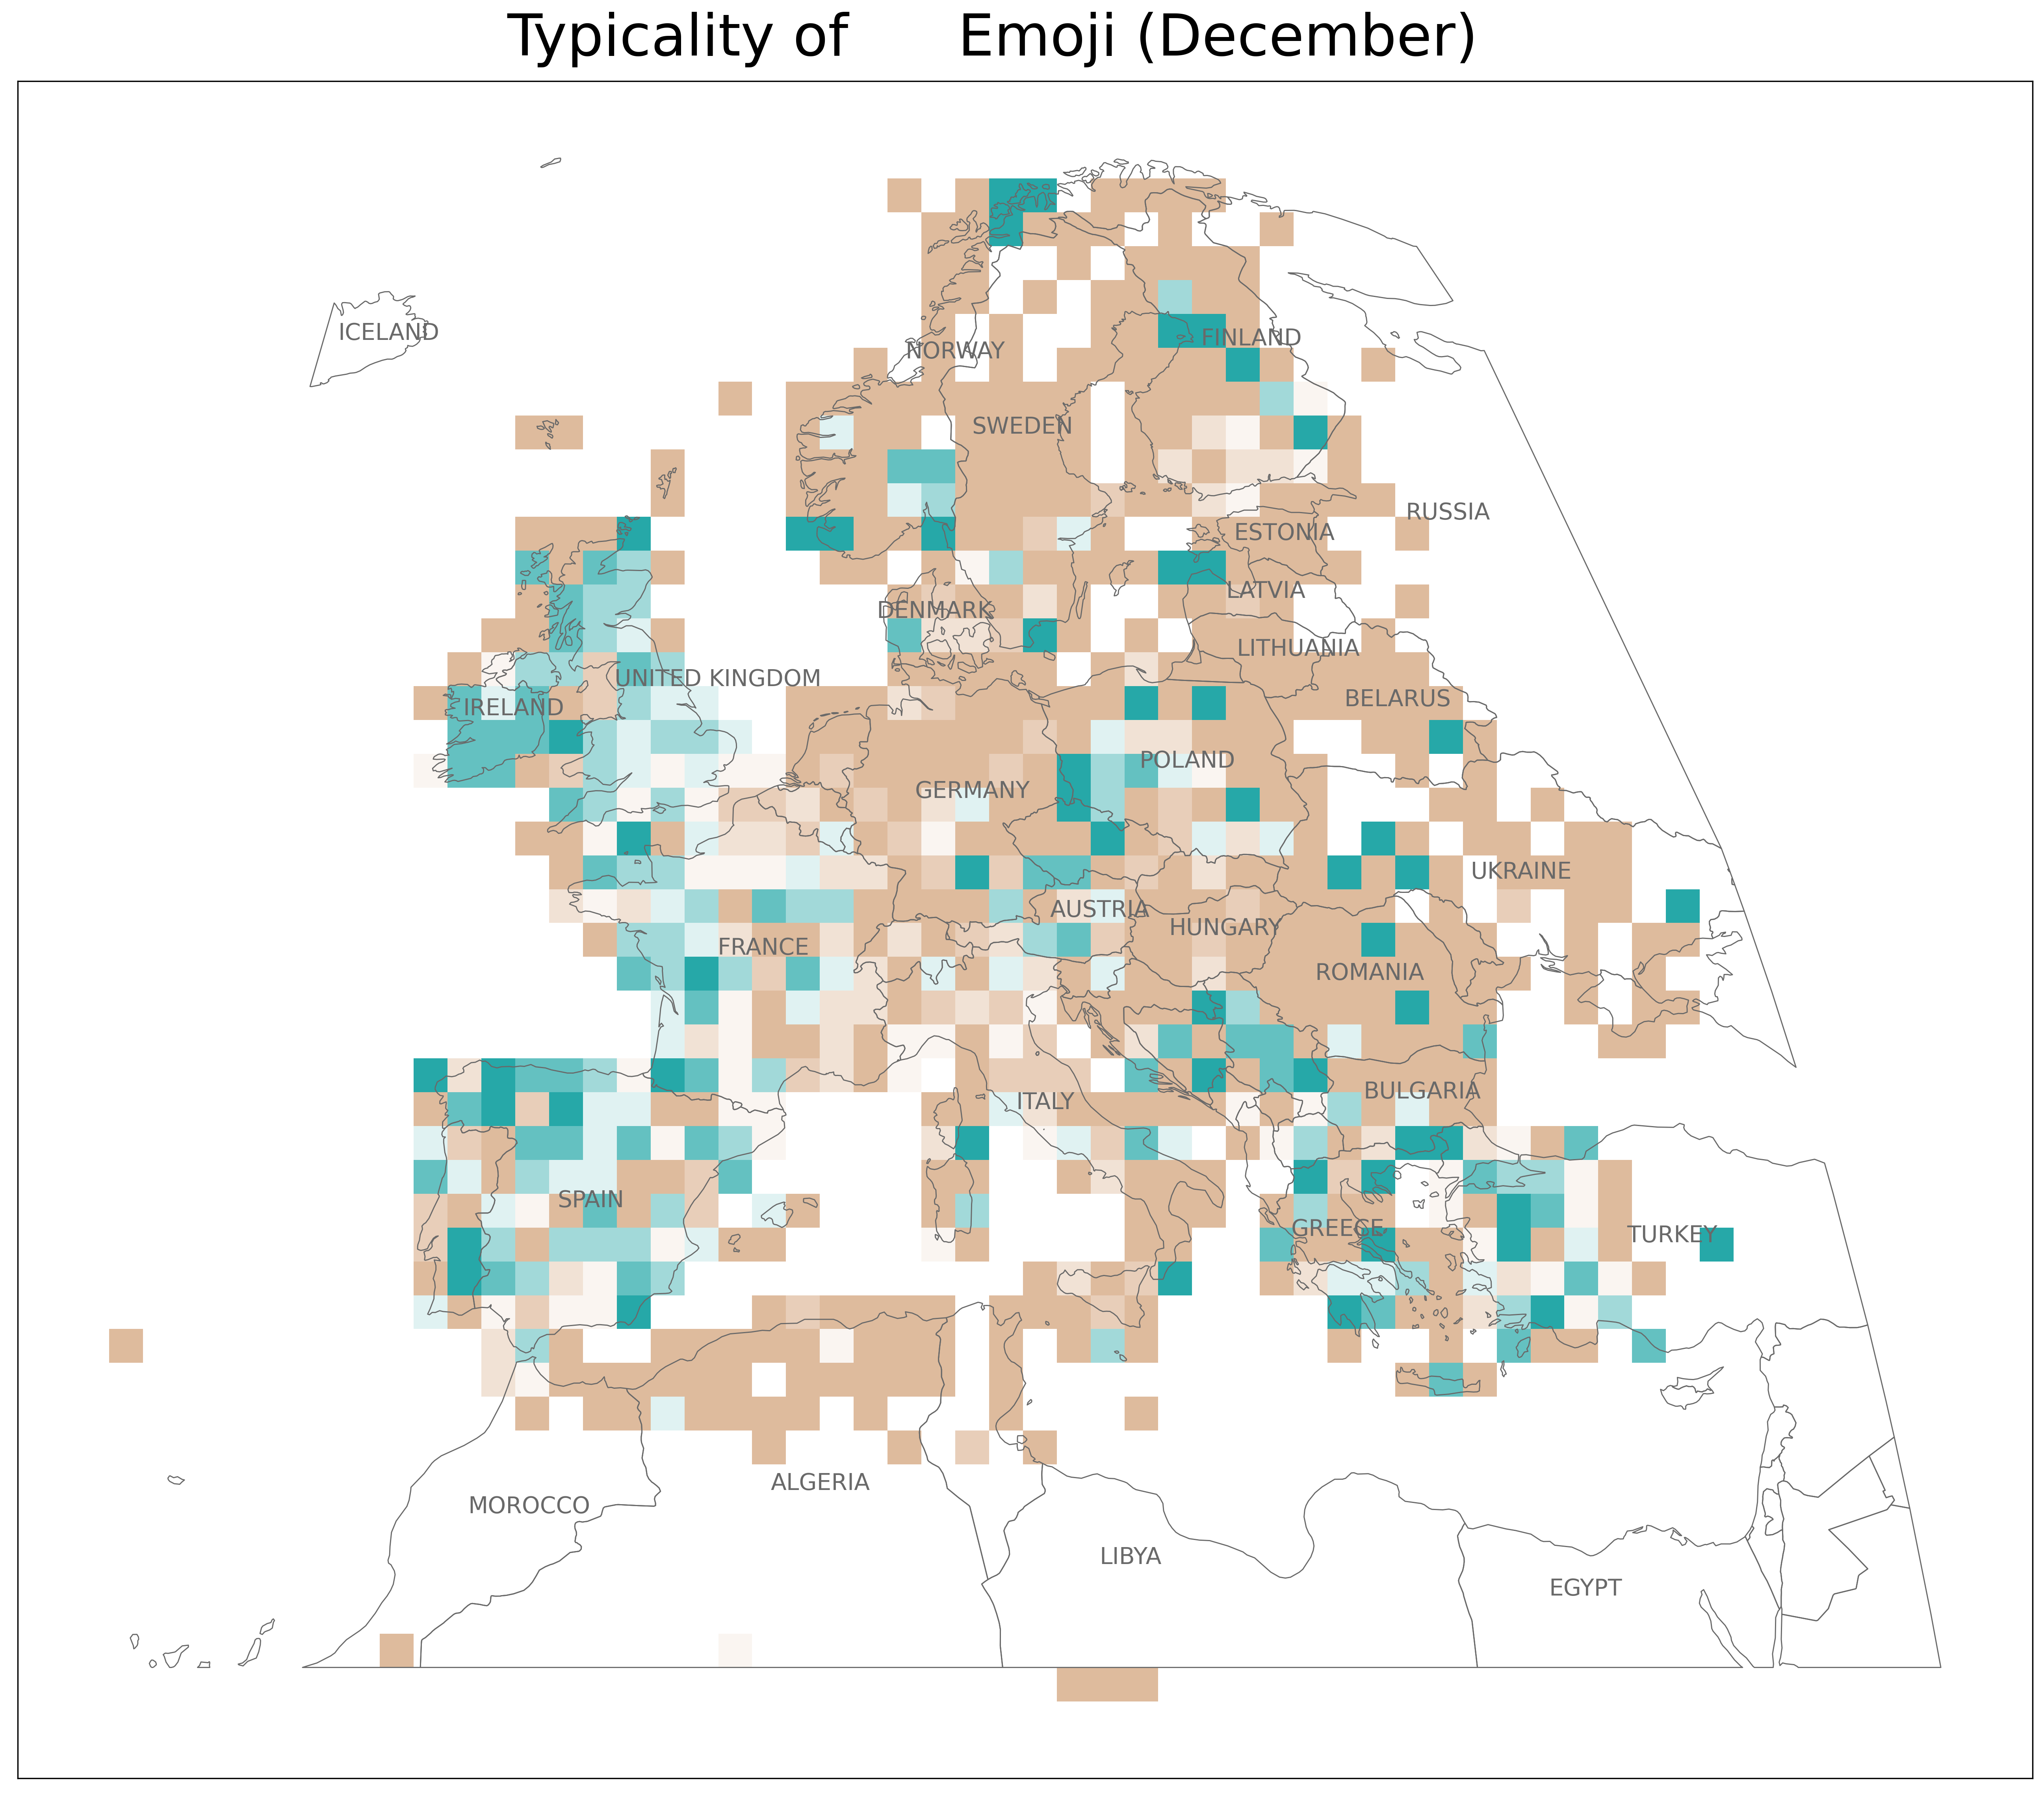 Typicality of Emoji (December)
ICELAND
FINLAND
NORWAY
SWEDEN
RUSSIA
ESTONIA
LATVIA
DENMARK
LITHUANIA
UNITED KINGDOM
BELARUS
IRELAND
POLAND
GERMANY
UKRAINE
AUSTRIA
HUNGARY
FRANCE
ROMANIA
BULGARIA
ITALY
SPAIN
GREECE
TURKEY
ALGERIA
MOROCCO
LIBYA
EGYPT